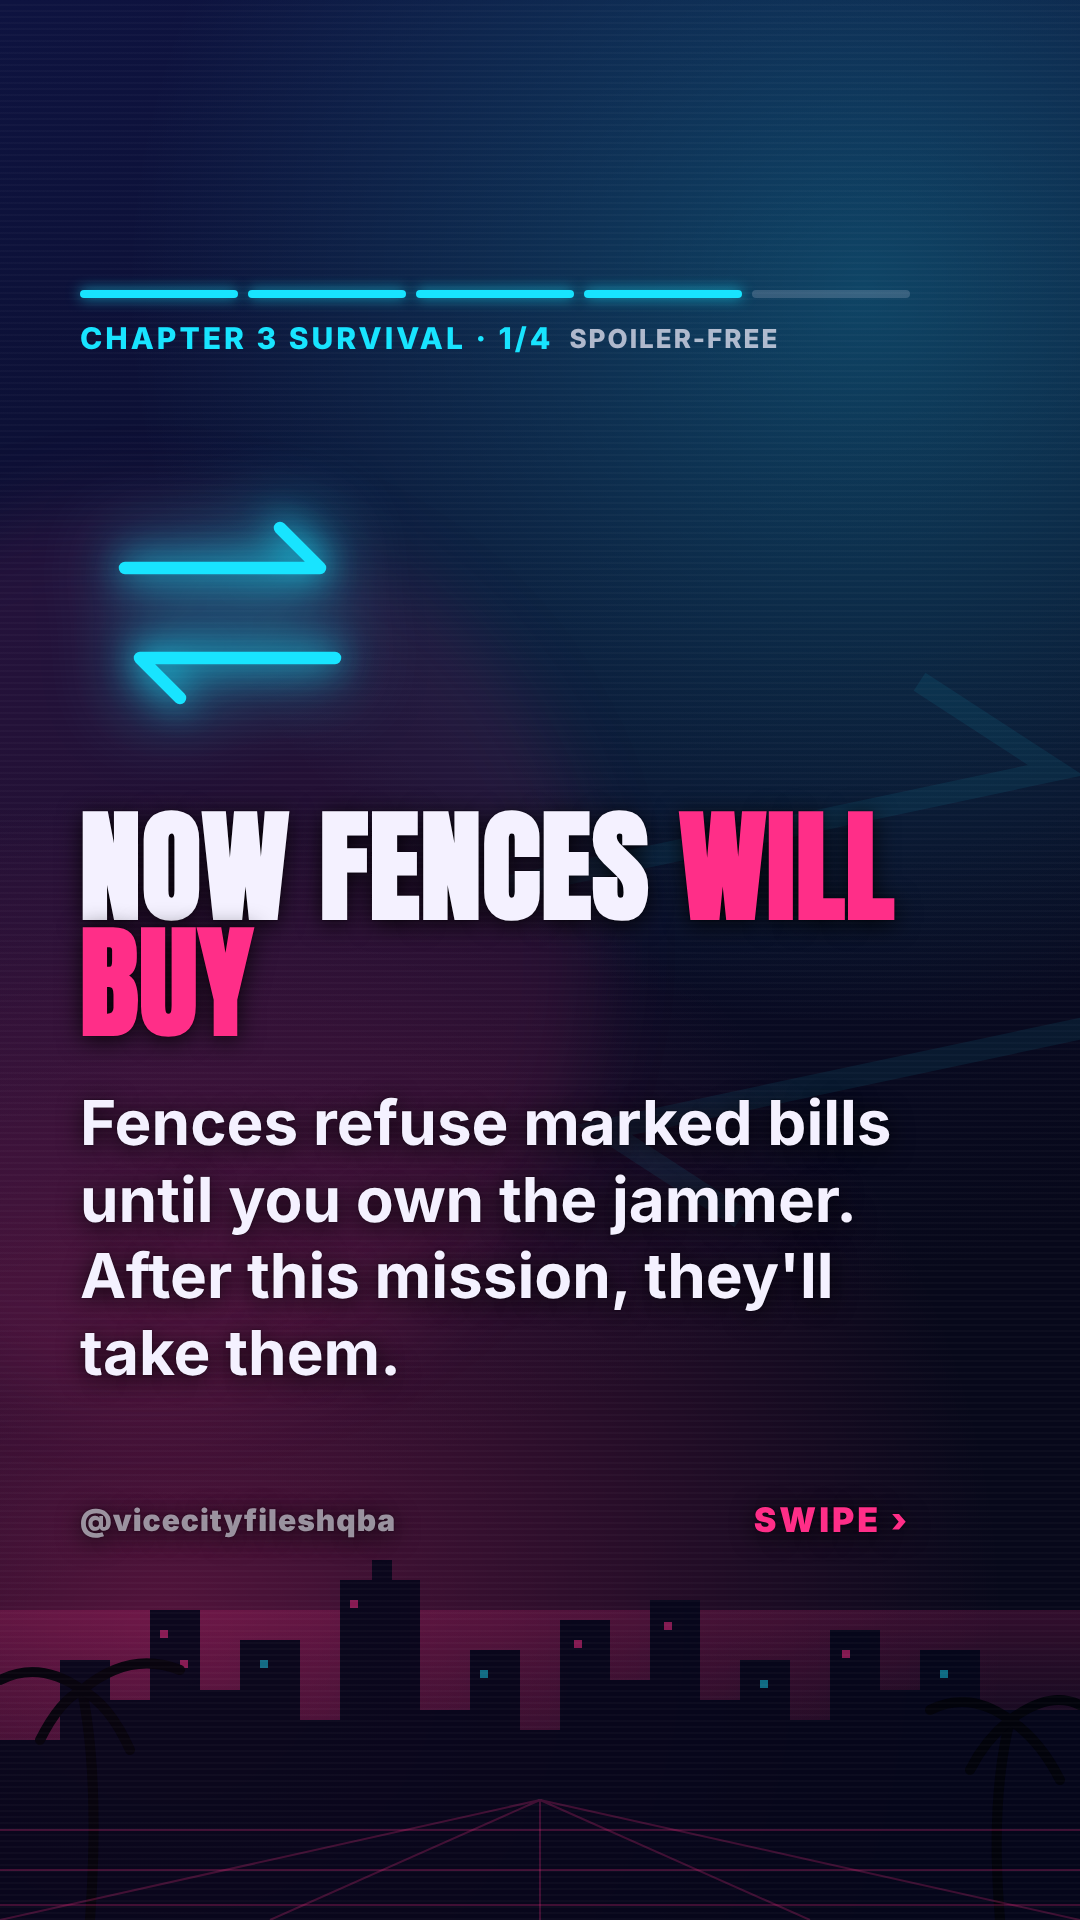 CHAPTER 3 SURVIVAL · 1/4 SPOILER-FREE
NOW FENCES WILL
BUY
Fences refuse marked bills
until you own the jammer.
After this mission, they'll
take them.
@vicecityfileshqba
SWIPE ›